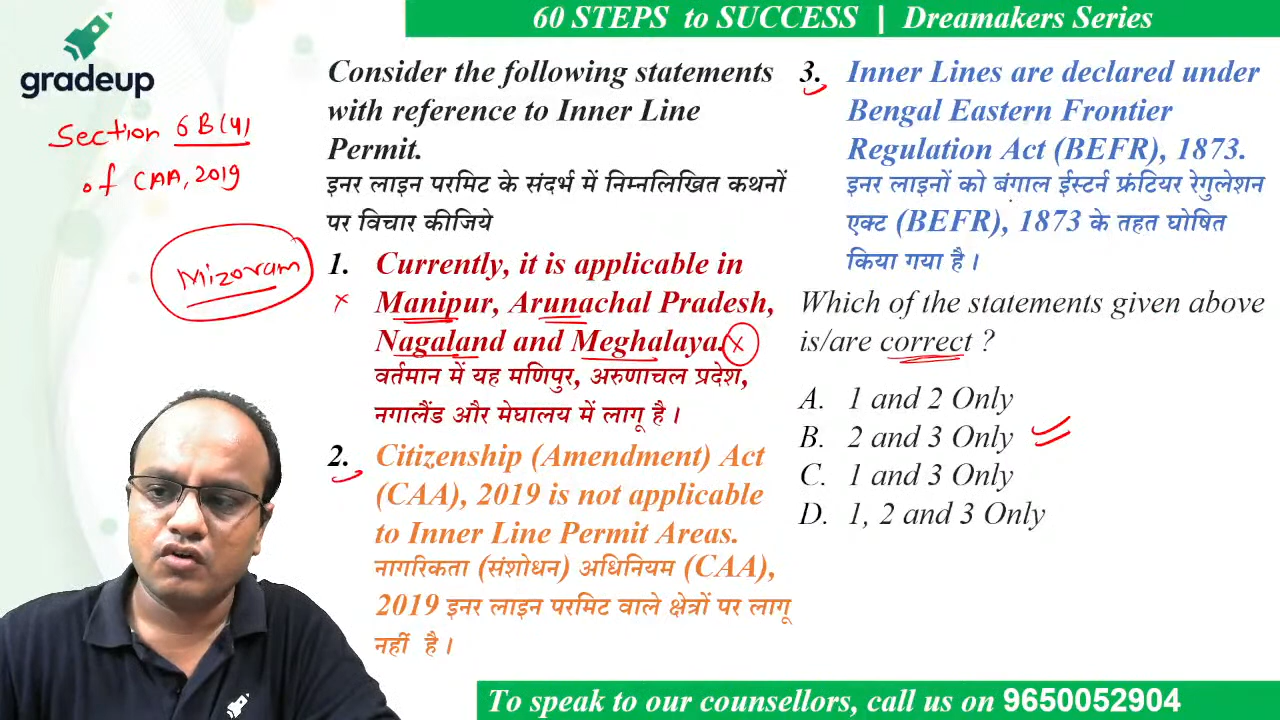 60 STEPS to SUCCESS | Dreamakers Series
gradeup
Section 6B(4)
of CAA, 2019
Mizoram
Consider the following statements
with reference to Inner Line
Permit.
इनर लाइन परमिट के संदर्भ में निम्नलिखित कथनों
पर विचार कीजिये
1. Currently, it is applicable in
Manipur, Arunachal Pradesh,
Nagaland and Meghalaya.
वर्तमान में यह मणिपुर, अरुणाचल प्रदेश,
नगालैंड और मेघालय में लागू है ।
2. Citizenship (Amendment) Act
(CAA), 2019 is not applicable
to Inner Line Permit Areas.
नागरिकता (संशोधन) अधिनियम (CAA),
2019 इनर लाइन परमिट वाले क्षेत्रों पर लागू
नहीं है ।
3. Inner Lines are declared under
Bengal Eastern Frontier
Regulation Act (BEFR), 1873.
इनर लाइनों को बंगाल ईस्टर्न फ्रंटियर रेगुलेशन
एक्ट (BEFR), 1873 के तहत घोषित
किया गया है ।
Which of the statements given above
is/are correct ?
A. 1 and 2 Only
B. 2 and 3 Only
C. 1 and 3 Only
D. 1, 2 and 3 Only
To speak to our counsellors, call us on 9650052904